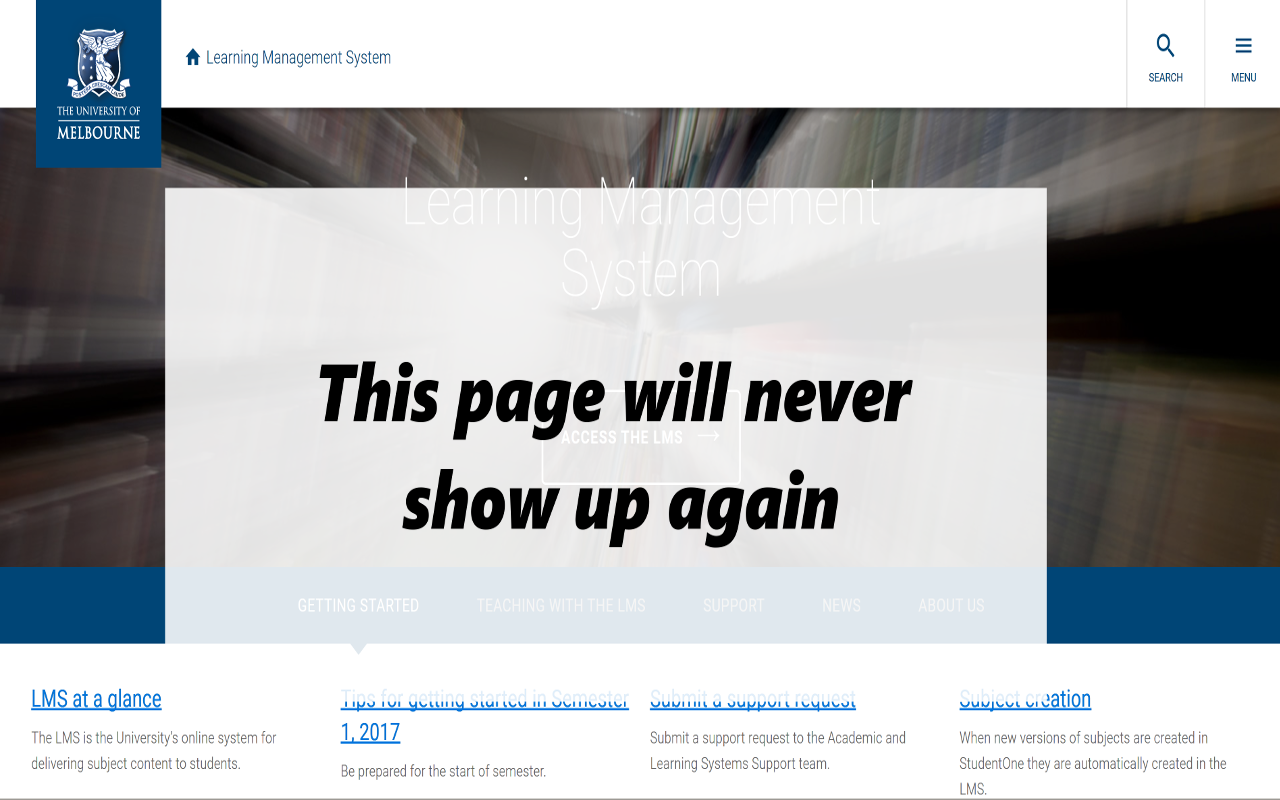 THE UNIVERSITY OF
MELBOURNE
Learning Management System
SEARCH
MENU
Learning Management
System
This page will never
ACCESS THE LMS
show up again
GETTING STARTED
TEACHING WITH THE LMS
SUPPORT
NEWS
ABOUT US
LMS at a glance
The LMS is the University's online system for
delivering subject content to students.
Tips for getting started in Semester
1, 2017
Be prepared for the start of semester.
Submit a support request
Submit a support request to the Academic and
Learning Systems Support team.
Subject creation
When new versions of subjects are created in
StudentOne they are automatically created in the
LMS.